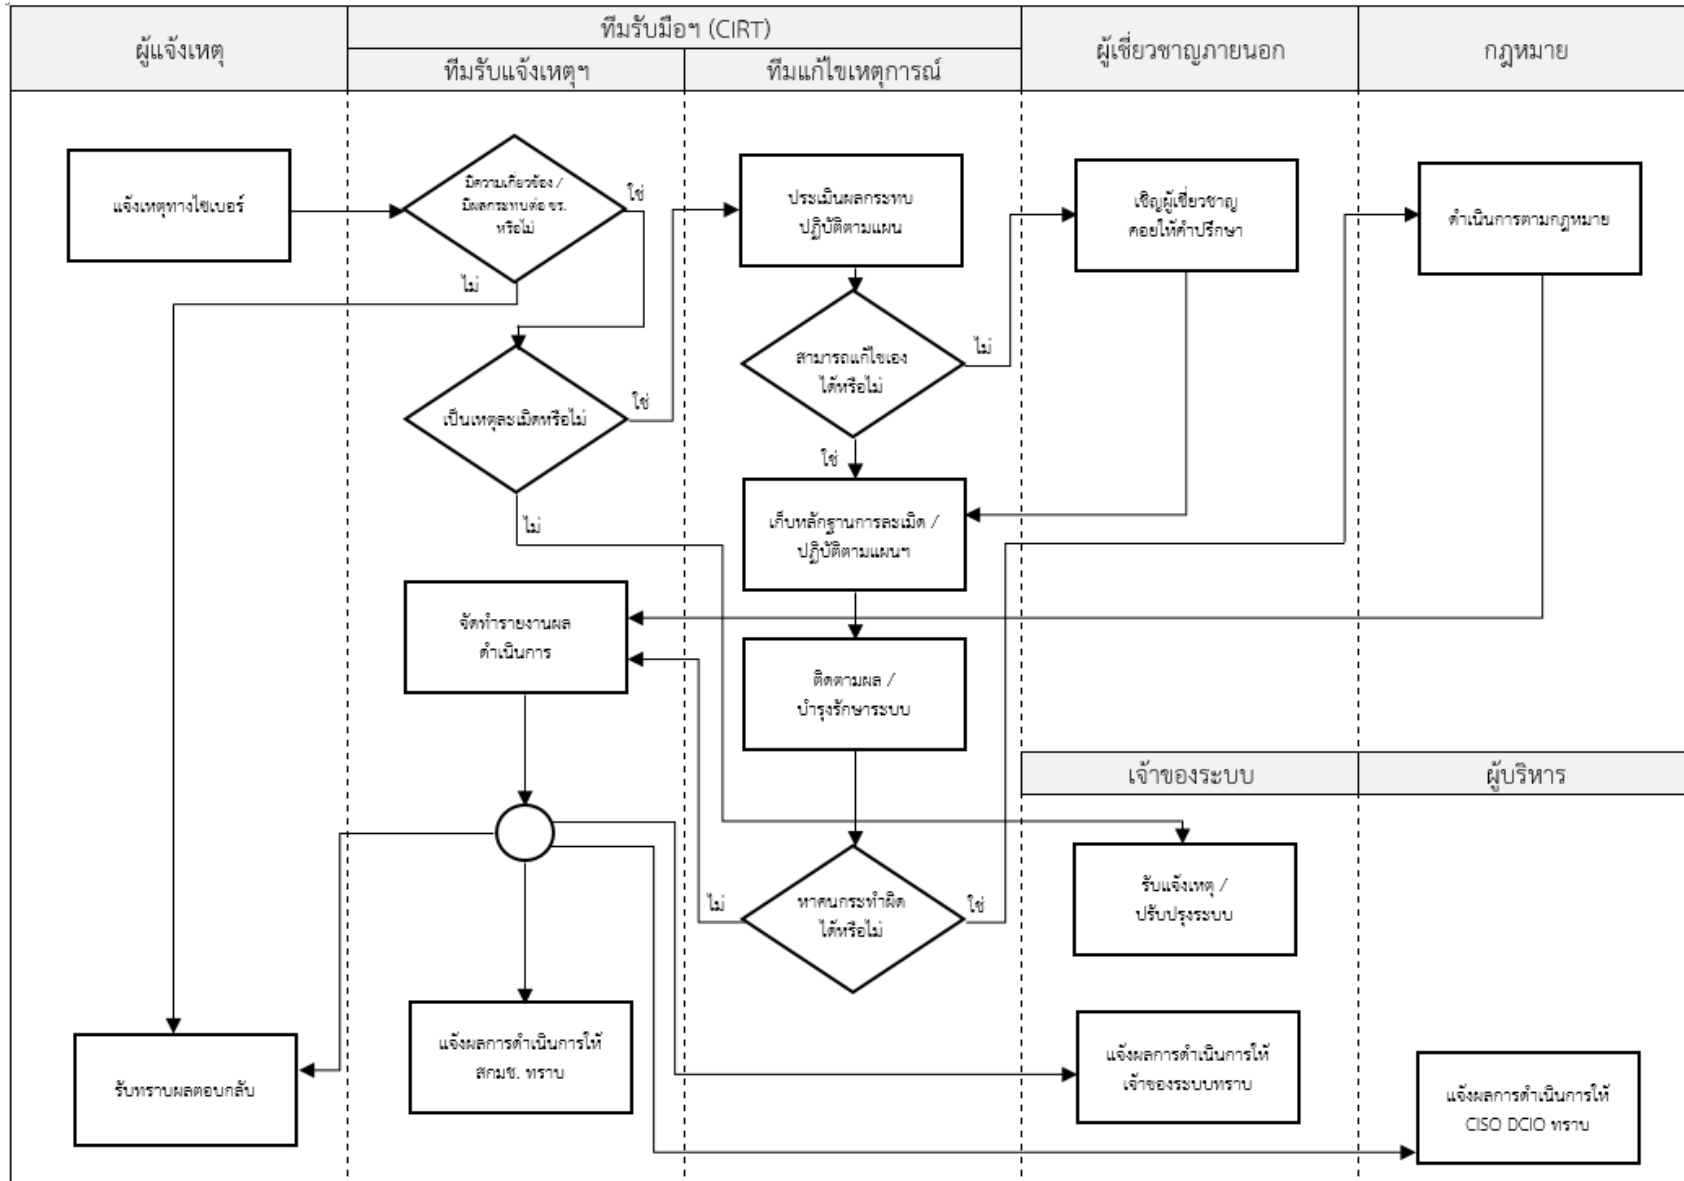 ผู้แจ้งเหตุ
ทีมรับมือฯ (CIRT)
ทีมรับแจ้งเหตุฯ
ทีมแก้ไขเหตุการณ์
ผู้เชี่ยวชาญภายนอก
กฎหมาย
แจ้งเหตุทางไซเบอร์
มีความเกี่ยวข้อง /
มีผลกระทบต่อ ขร.
หรือไม่
ใช่
ไม่
ประเมินผลกระทบ
ปฏิบัติตามแผน
เชิญผู้เชี่ยวชาญ
คอยให้คำปรึกษา
ดำเนินการตามกฎหมาย
เป็นเหตุละเมิดหรือไม่
ใช่
ไม่
สามารถแก้ไขเอง
ได้หรือไม่
ไม่
ใช่
เก็บหลักฐานการละเมิด /
ปฏิบัติตามแผนฯ
จัดทำรายงานผล
ดำเนินการ
ติดตามผล /
บำรุงรักษาระบบ
เจ้าของระบบ
ผู้บริหาร
หาคนกระทำผิด
ได้หรือไม่
ไม่
ใช่
รับแจ้งเหตุ /
ปรับปรุงระบบ
รับทราบผลตอบกลับ
แจ้งผลการดำเนินการให้
สกมช. ทราบ
แจ้งผลการดำเนินการให้
เจ้าของระบบทราบ
แจ้งผลการดำเนินการให้
CISO DCIO ทราบ